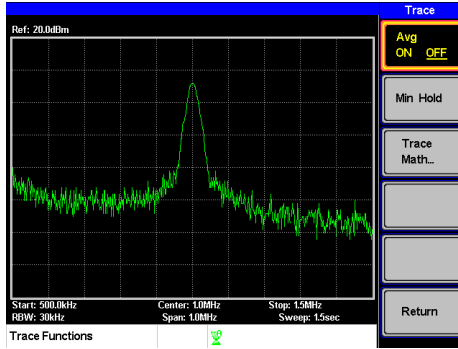 Trace
Ref: 20.0dBm
Avg
ON OFF
Min Hold
Trace
Math...
Return
Start: 500.0kHz Center: 1.0MHz Stop: 1.5MHz
RBW: 30kHz Span: 1.0MHz Sweep: 1.5sec
Trace Functions